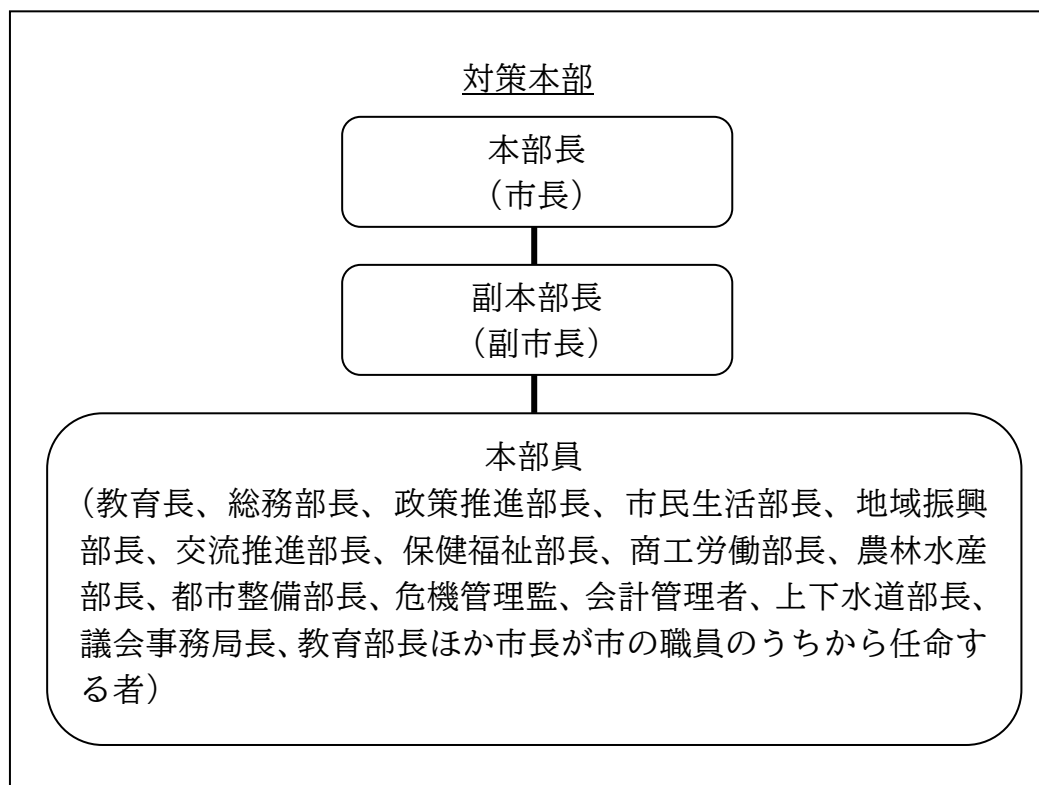 対策本部
本部長
（市長）
副本部長
（副市長）
本部員
（教育長、総務部長、政策推進部長、市民生活部長、地域振興
部長、交流推進部長、保健福祉部長、商工労働部長、農林水産
部長、都市整備部長、危機管理監、会計管理者、上下水道部長、
議会事務局長、教育部長ほか市長が市の職員のうちから任命す
る者）